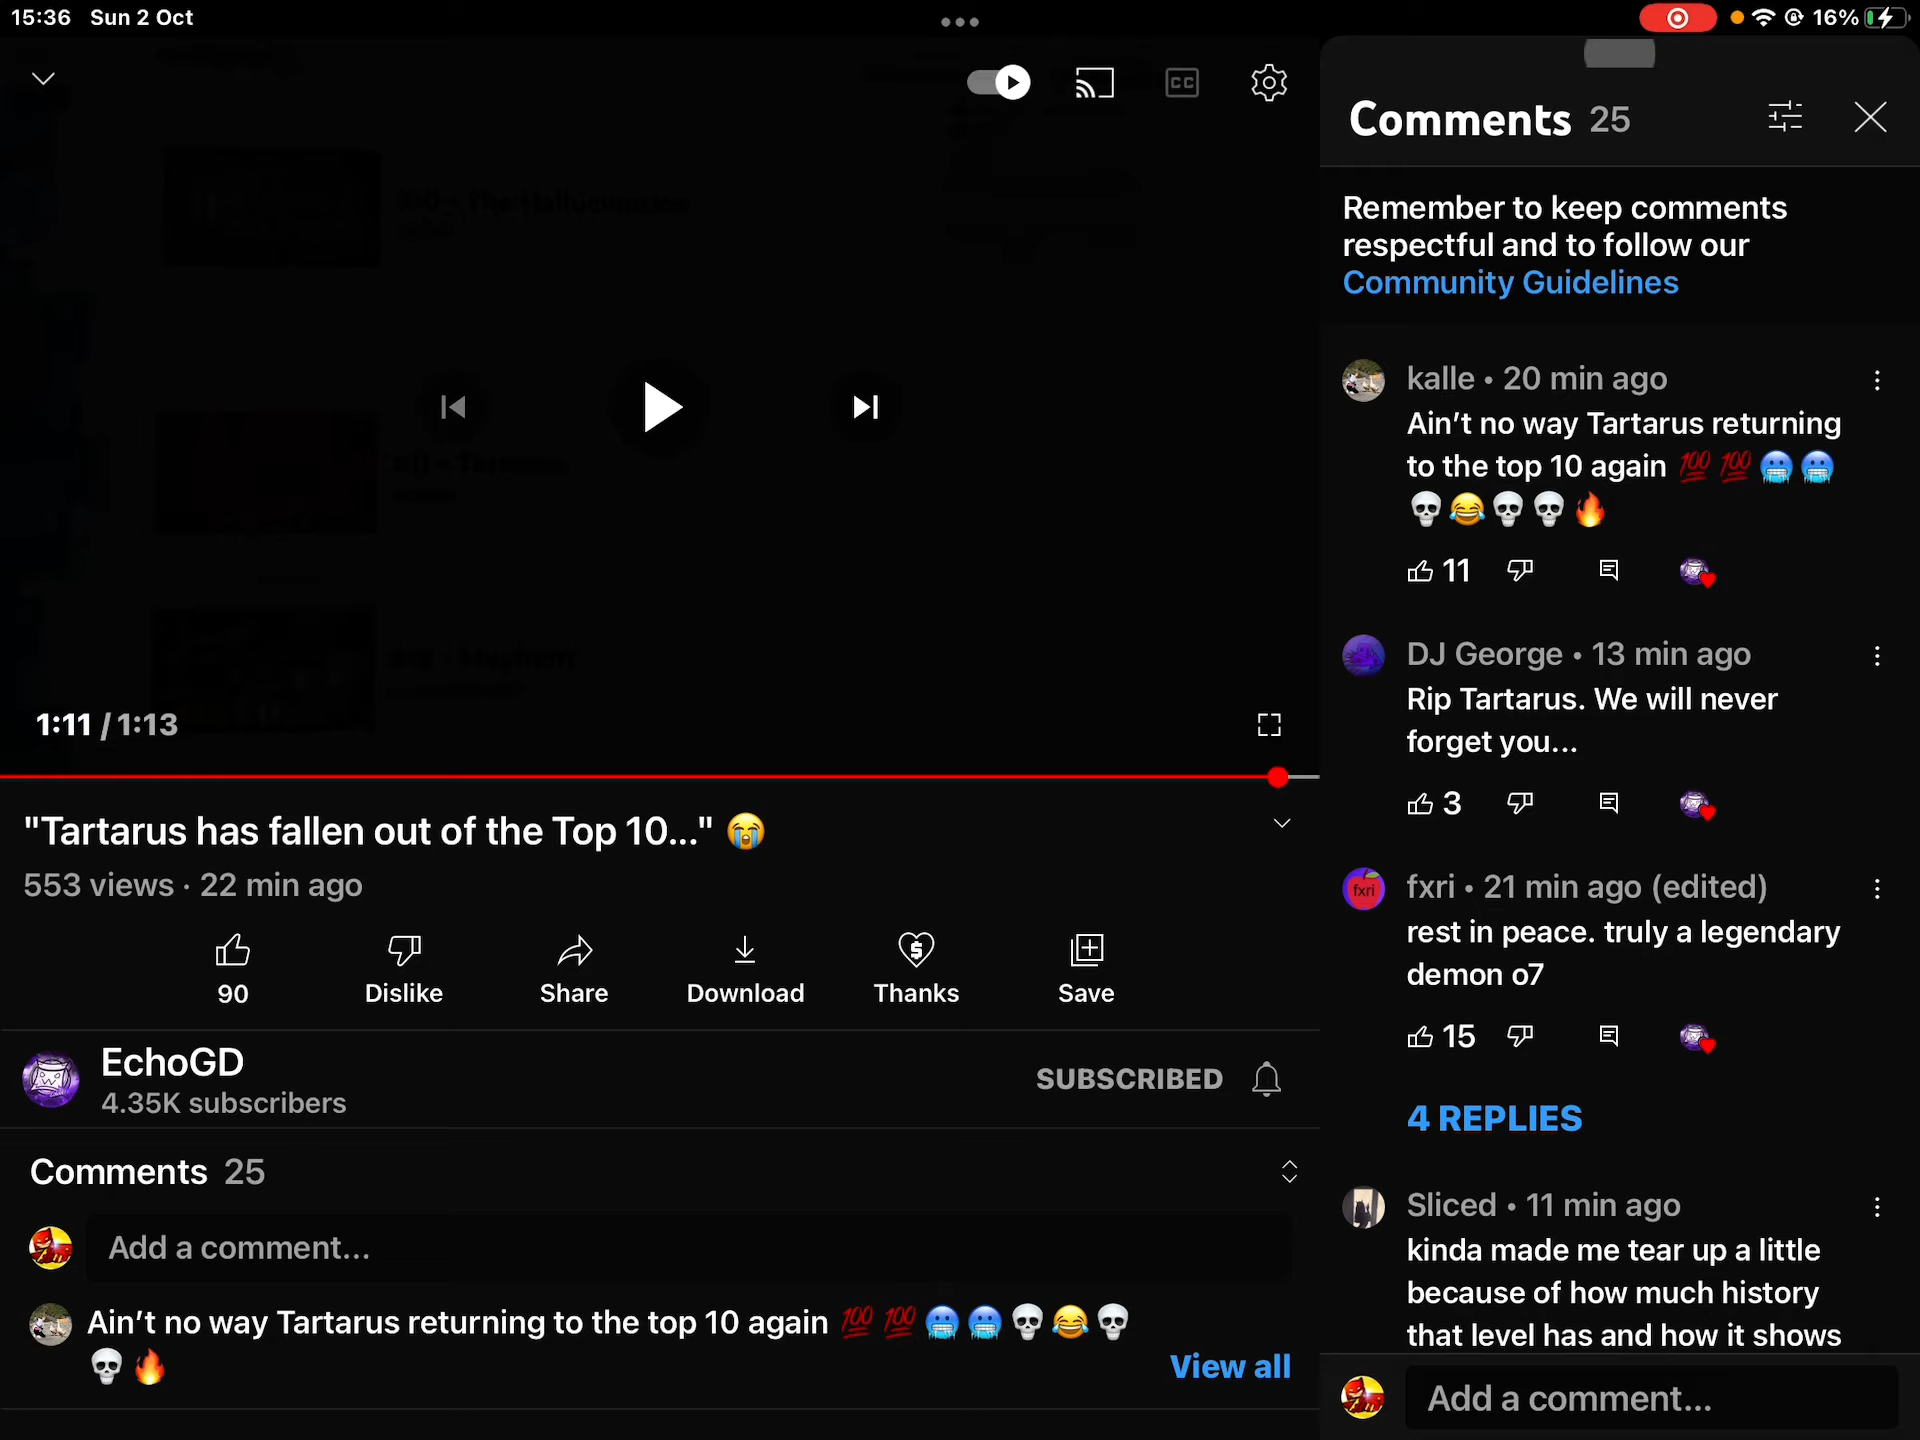 15:36 Sun 2 Oct
16%
CC
1:11 / 1:13
"Tartarus has fallen out of the Top 10..." 😭
553 views · 22 min ago
90
Dislike
Share
Download
Thanks
Save
EchoGD
4.35K subscribers
SUBSCRIBED
Comments 25
Add a comment...
Ain't no way Tartarus returning to the top 10 again 💯💯🥶🥶💀😂💀
💀🔥
View all
Comments 25
Remember to keep comments
respectful and to follow our
Community Guidelines
kalle • 20 min ago
Ain't no way Tartarus returning
to the top 10 again 💯💯🥶🥶
💀😂💀💀🔥
11
DJ George • 13 min ago
Rip Tartarus. We will never
forget you...
3
fxri
fxri • 21 min ago (edited)
rest in peace. truly a legendary
demon o7
15
4 REPLIES
Sliced • 11 min ago
kinda made me tear up a little
because of how much history
that level has and how it shows
Add a comment...